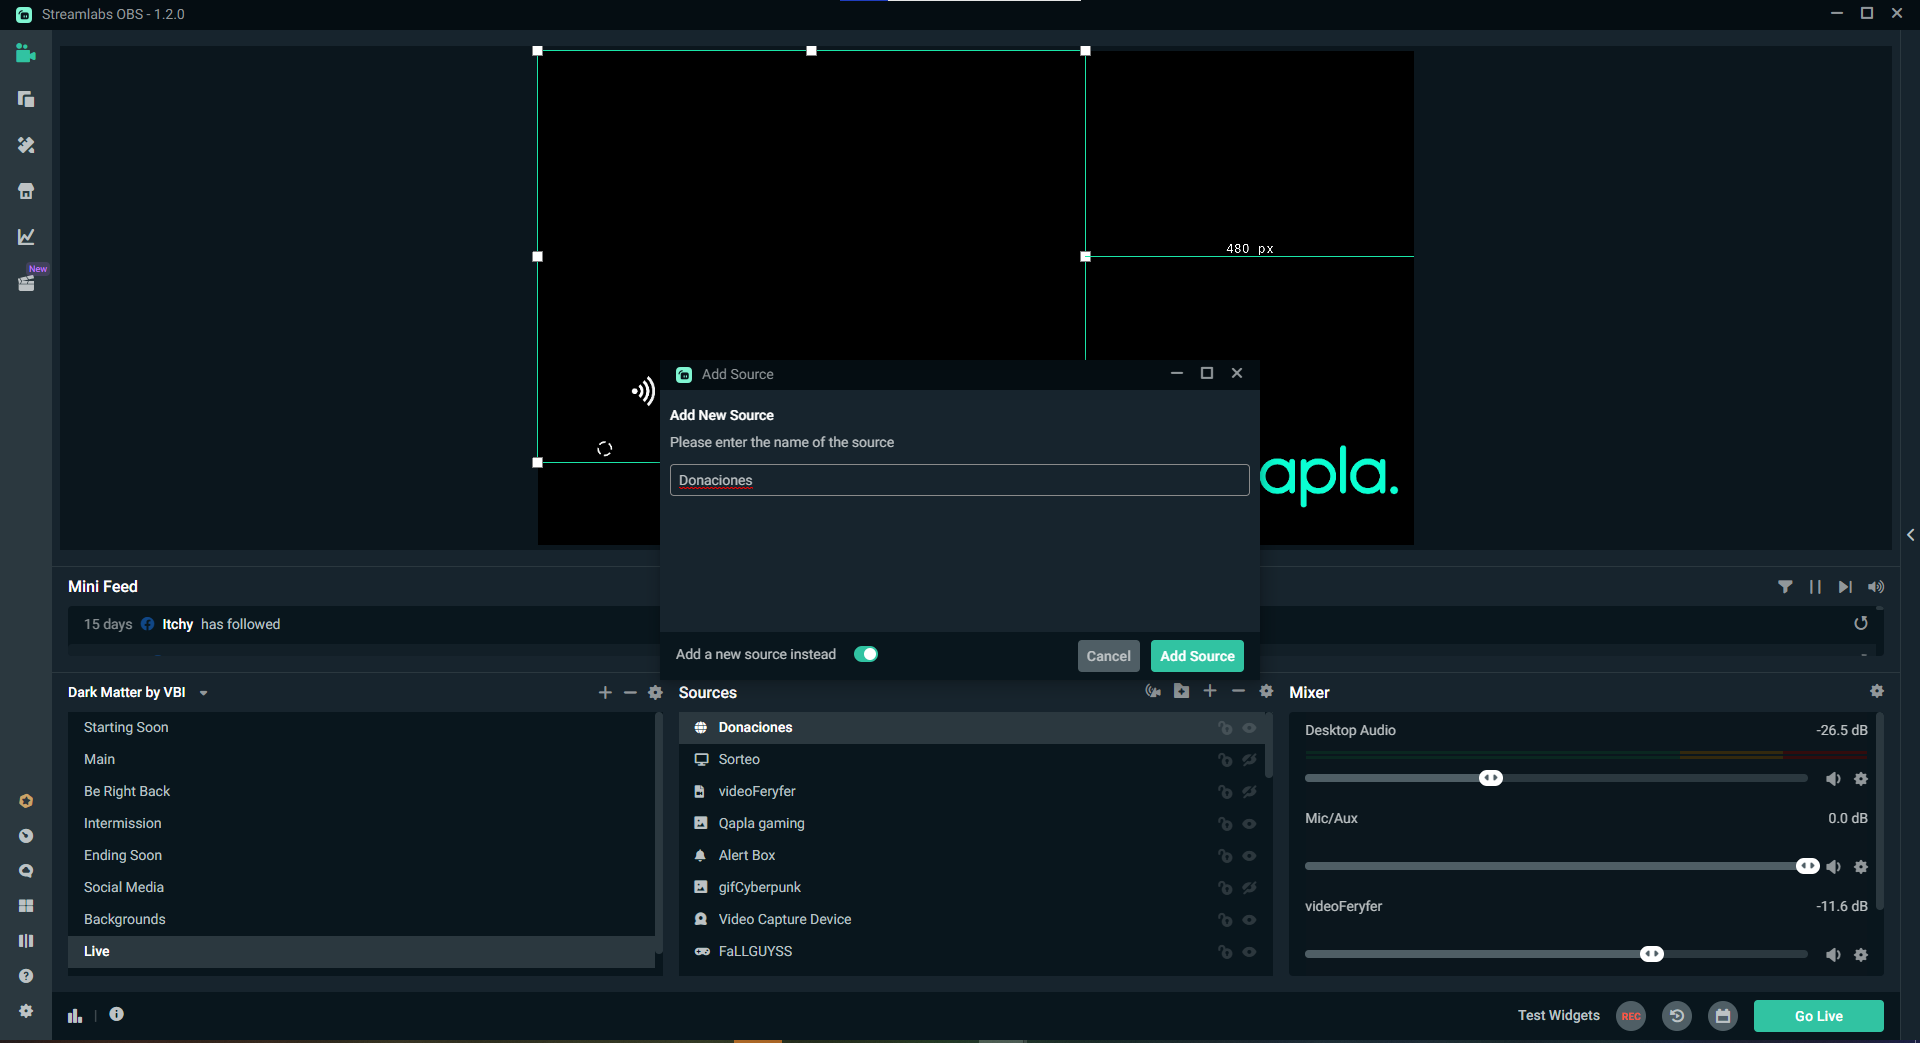 Streamlabs OBS - 1.2.0
New
480 px
Add Source
Add New Source
Please enter the name of the source
Donaciones
apla.
Add a new source instead
Cancel
Add Source
Mini Feed
15 days Itchy has followed
Dark Matter by VBI
Starting Soon
Main
Be Right Back
Intermission
Ending Soon
Social Media
Backgrounds
Live
Sources
Donaciones
Sorteo
videoFeryfer
Qapla gaming
Alert Box
gifCyberpunk
Video Capture Device
FaLLGUYSS
Mixer
Desktop Audio -26.5 dB
Mic/Aux 0.0 dB
videoFeryfer -11.6 dB
Test Widgets
REC
Go Live